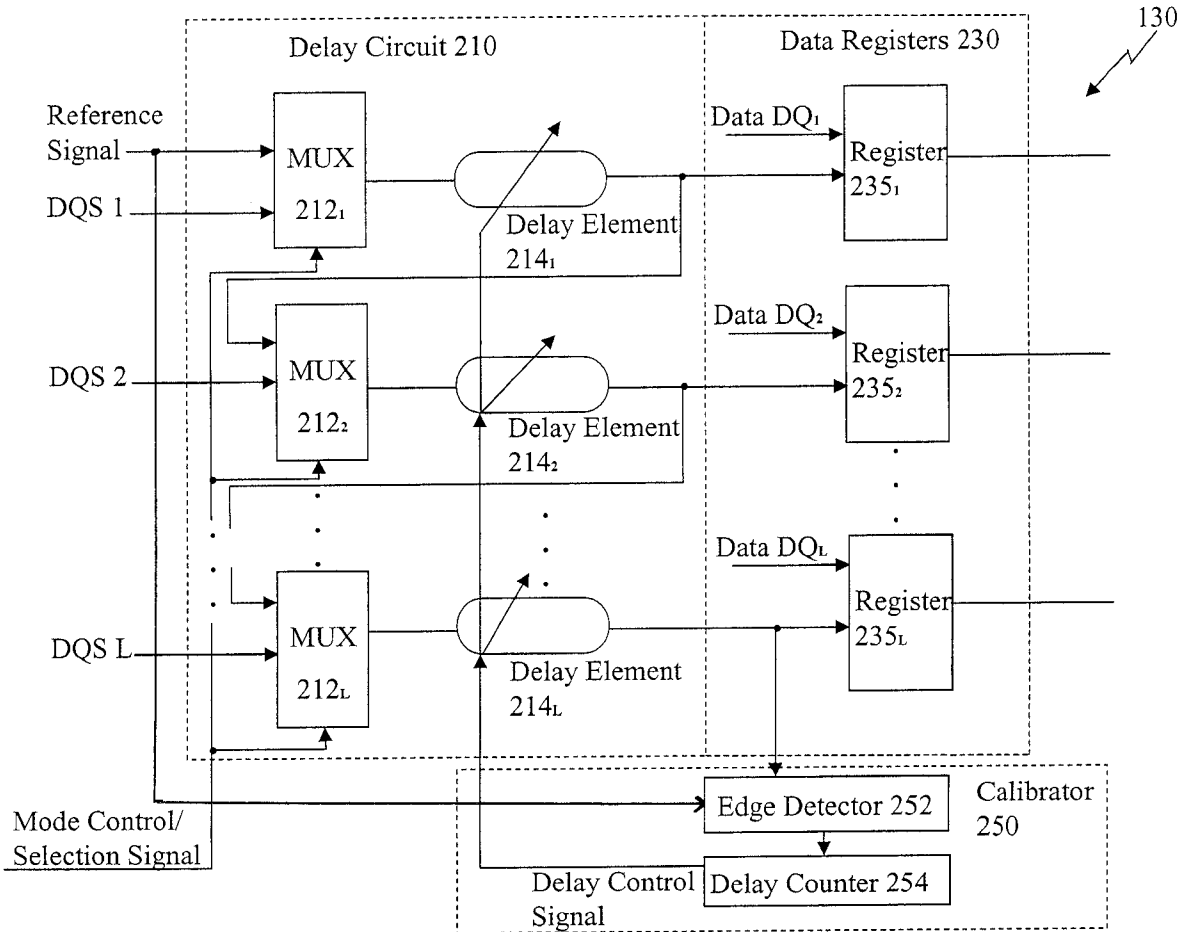 130
Delay Circuit 210
Data Registers 230
Reference
Signal
DQS 1
MUX
212₁
Delay Element
214₁
Data DQ₁
Register
235₁
DQS 2
MUX
212₂
Delay Element
214₂
Data DQ₂
Register
235₂
DQS L
MUX
212L
Delay Element
214L
Data DQL
Register
235L
Mode Control/
Selection Signal
Edge Detector 252
Calibrator
250
Delay Control
Signal
Delay Counter 254